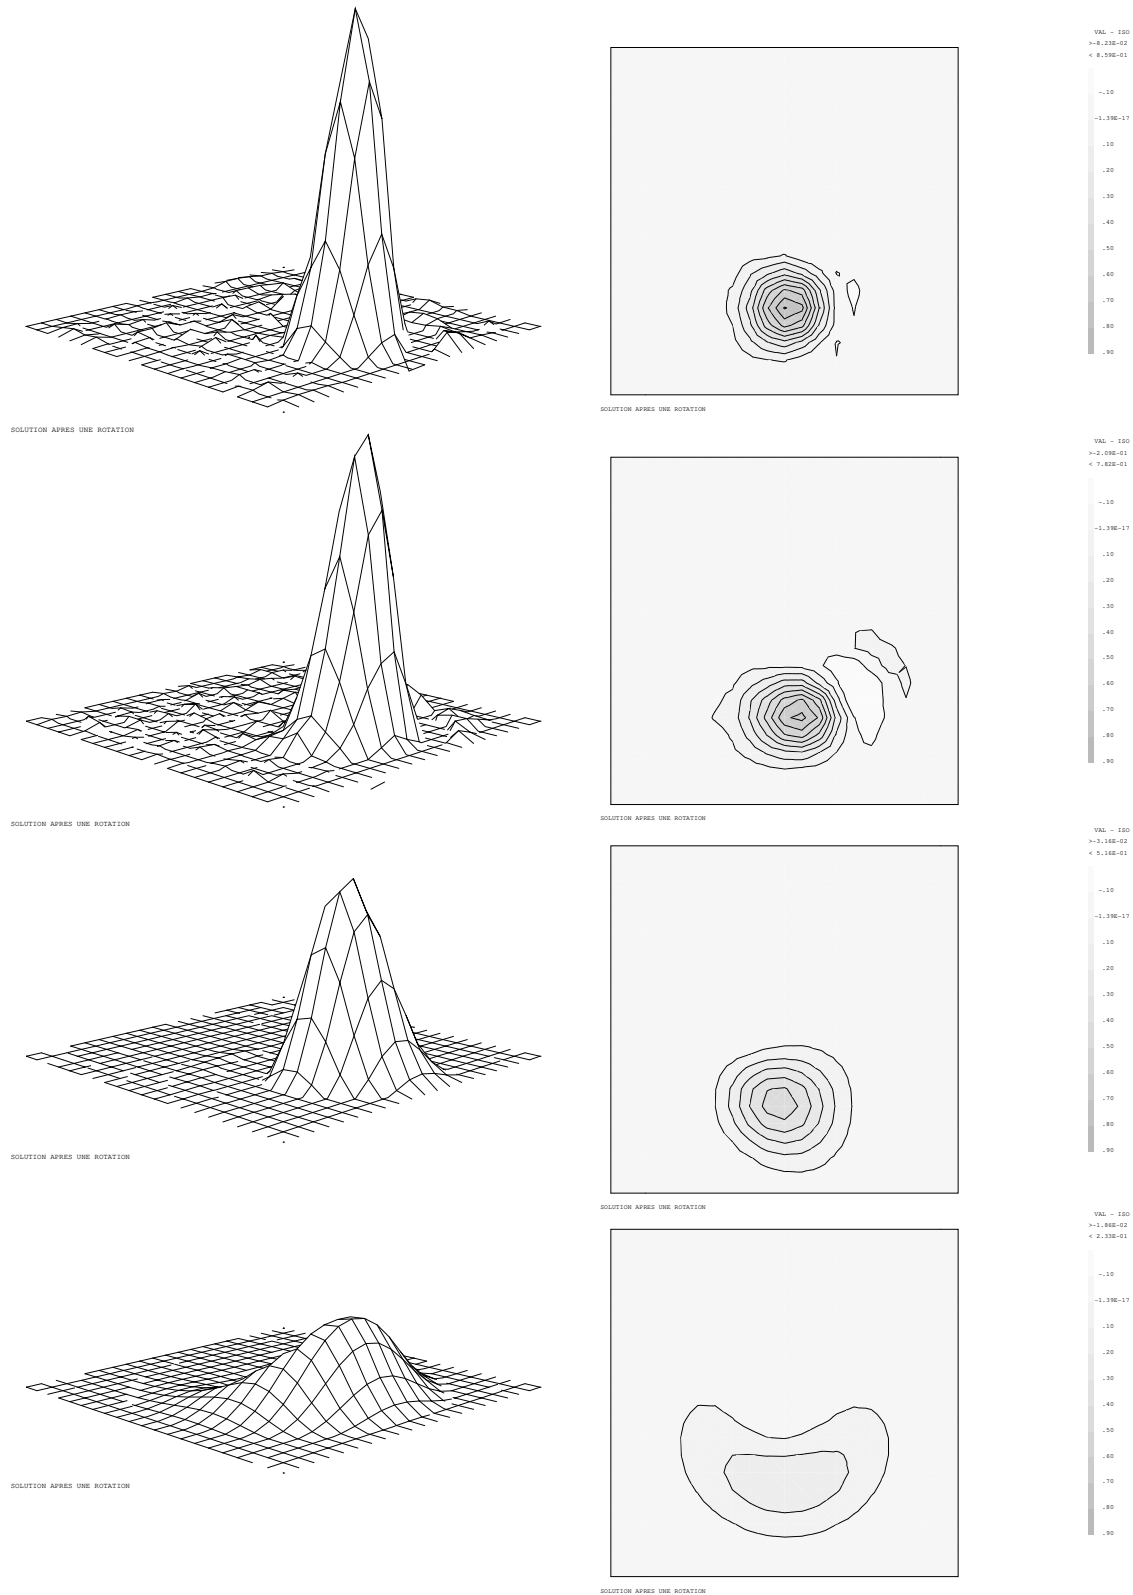 VAL - ISO
>-8.23E-02
< 8.59E-01
-.10
-1.39E-17
.10
.20
.30
.40
.50
.60
.70
.80
.90
SOLUTION APRES UNE ROTATION
SOLUTION APRES UNE ROTATION
VAL - ISO
>-2.09E-01
< 7.82E-01
-.10
-1.39E-17
.10
.20
.30
.40
.50
.60
.70
.80
.90
SOLUTION APRES UNE ROTATION
SOLUTION APRES UNE ROTATION
VAL - ISO
>-3.16E-02
< 5.16E-01
-.10
-1.39E-17
.10
.20
.30
.40
.50
.60
.70
.80
.90
SOLUTION APRES UNE ROTATION
SOLUTION APRES UNE ROTATION
VAL - ISO
>-1.86E-02
< 2.33E-01
-.10
-1.39E-17
.10
.20
.30
.40
.50
.60
.70
.80
.90
SOLUTION APRES UNE ROTATION
SOLUTION APRES UNE ROTATION